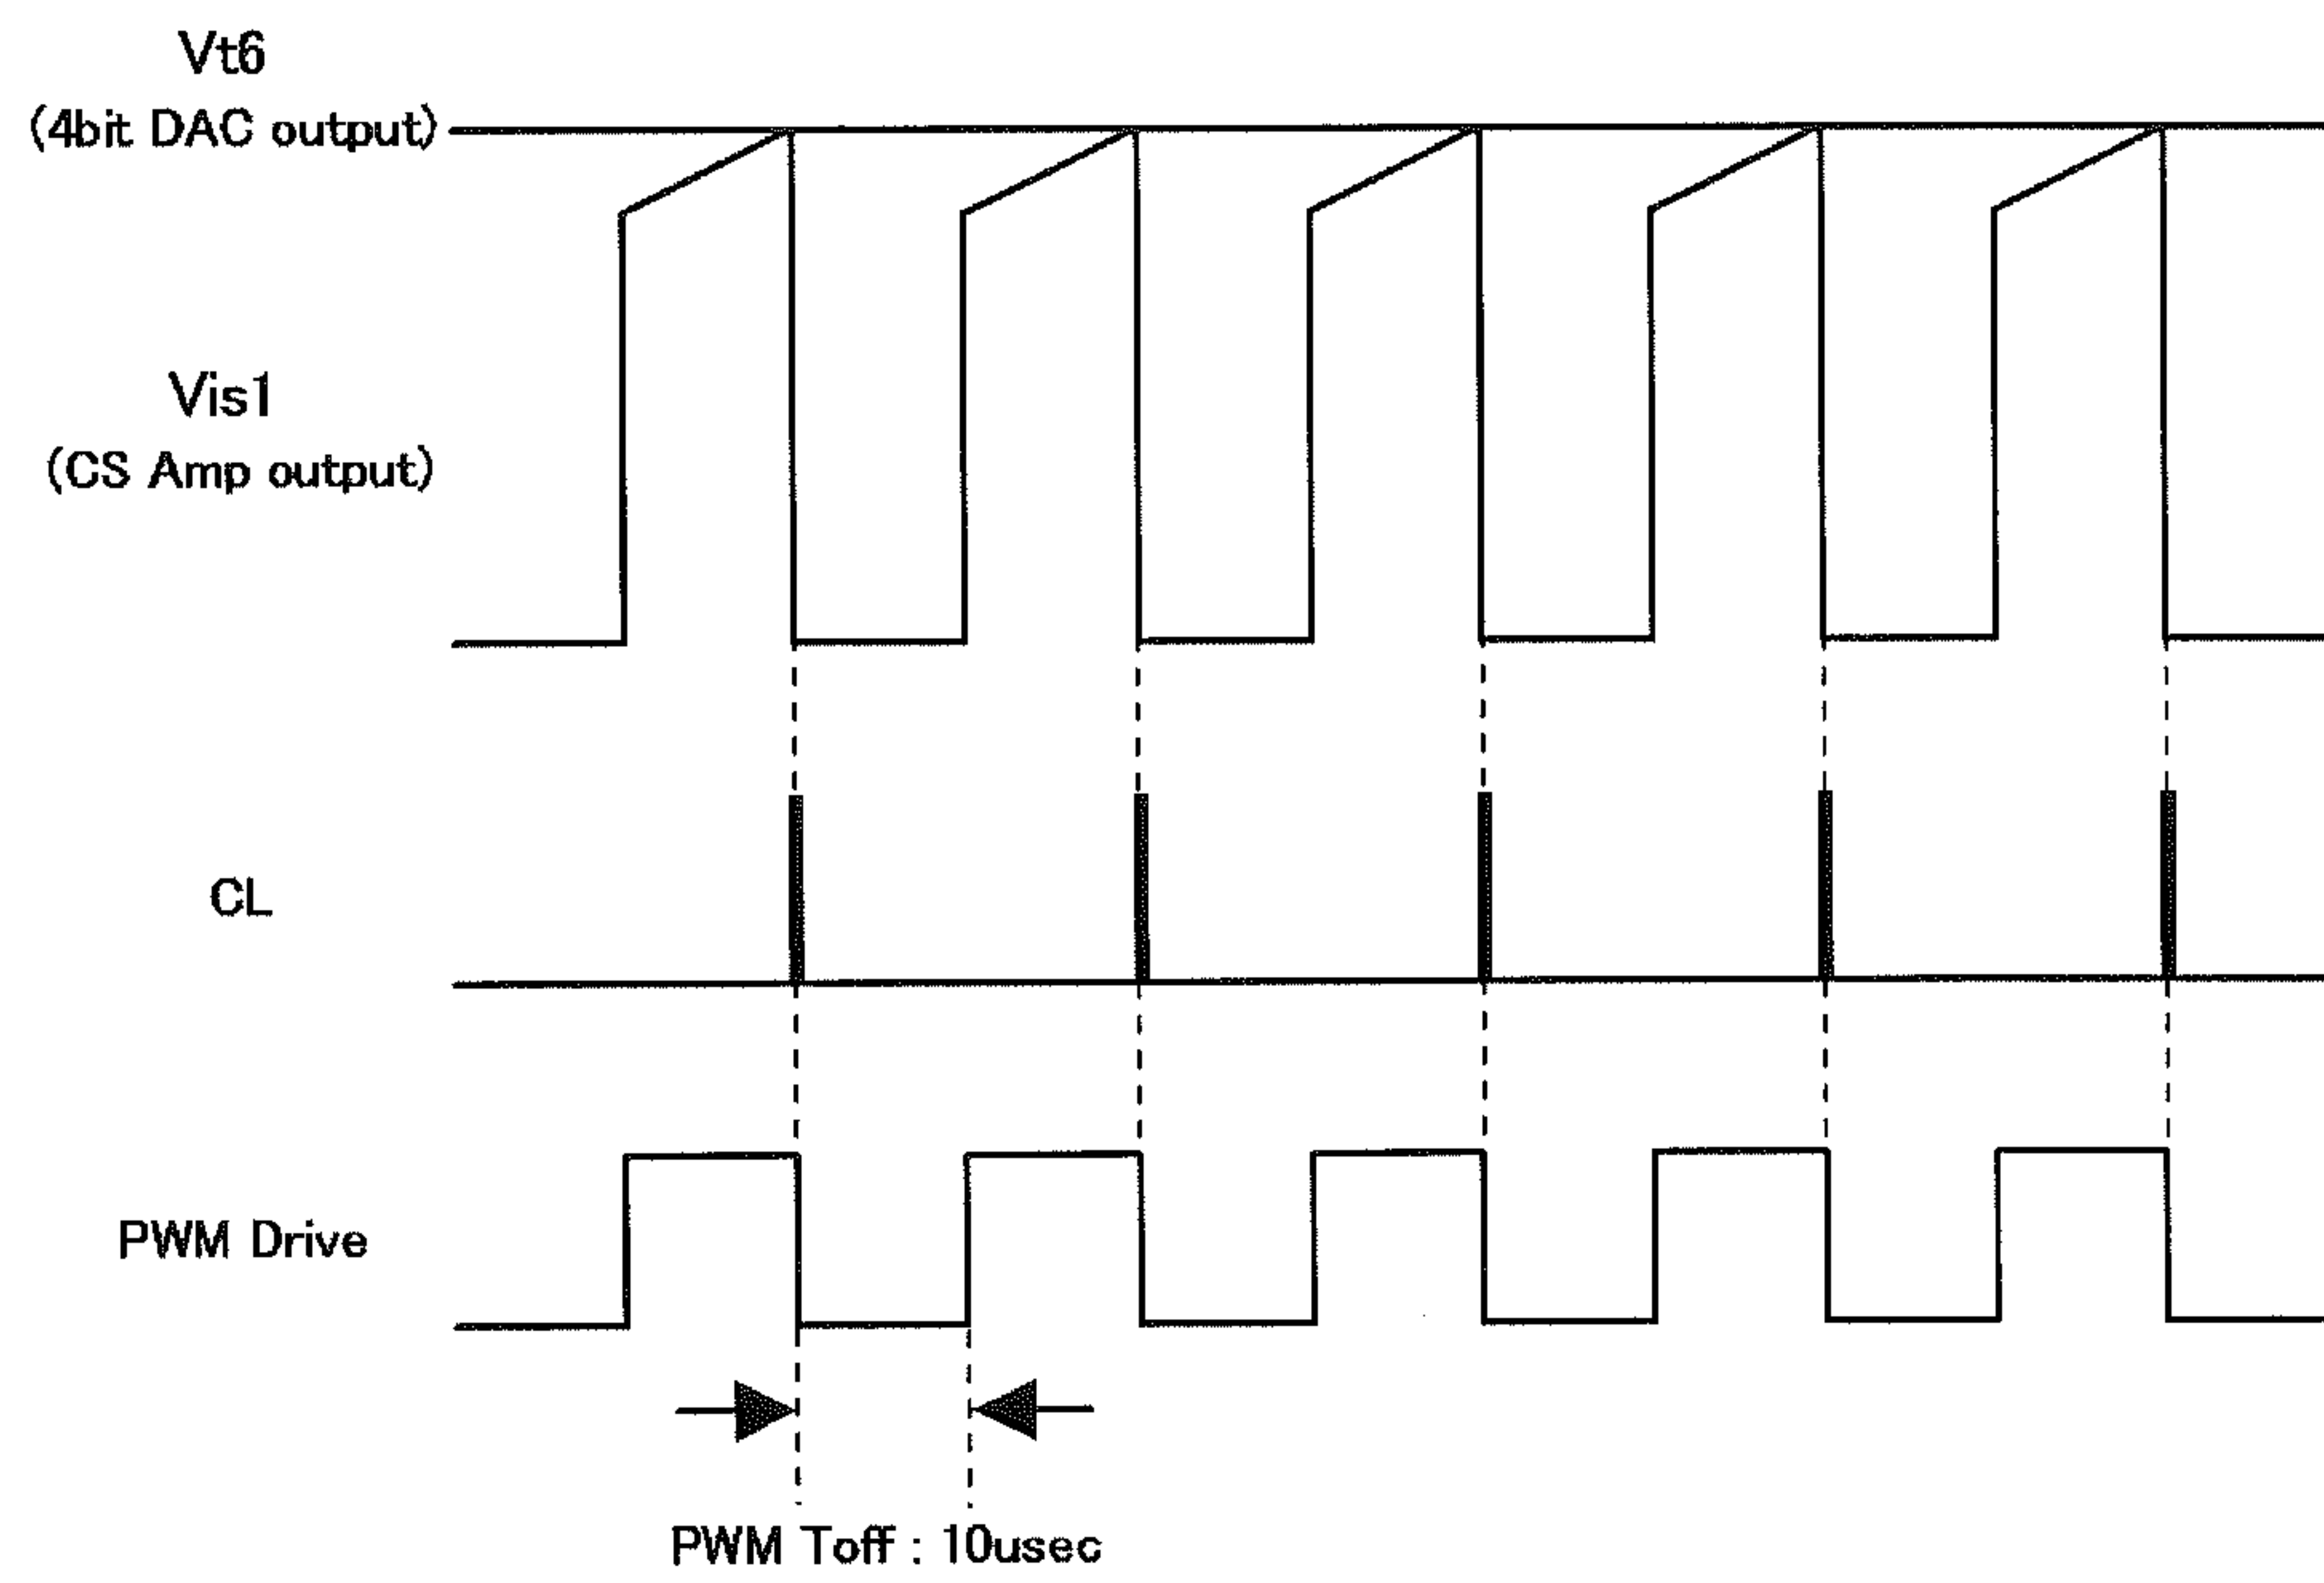 Vt6
(4bit DAC output)
Vis1
(CS Amp output)
CL
PWM Drive
PWM Toff : 10usec